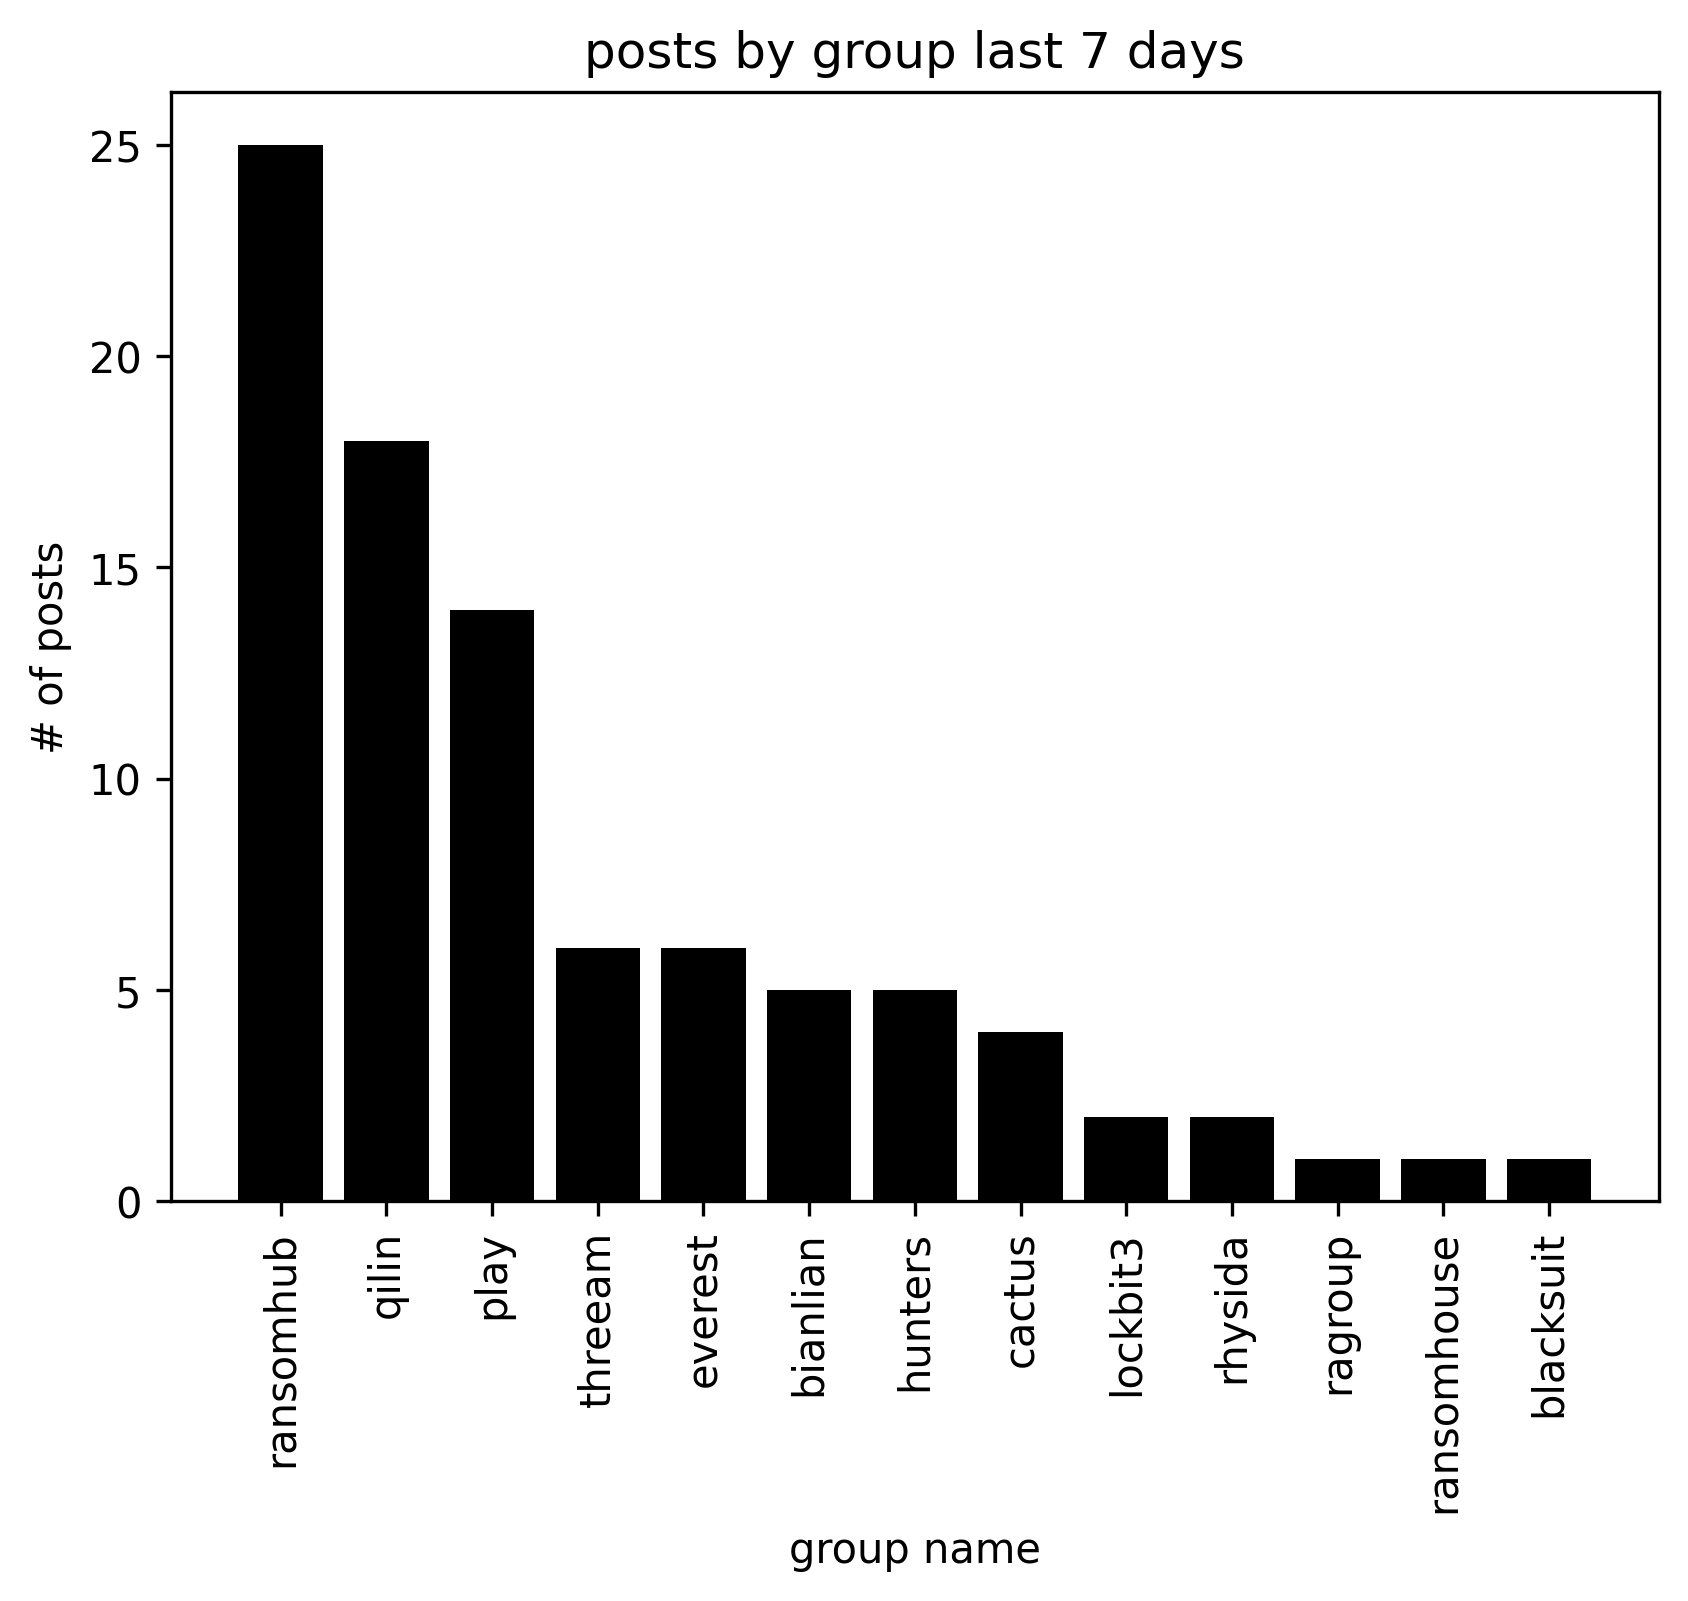 posts by group last 7 days
25
20
15
10
5
0
# of posts
ransomhub
qilin
play
threeam
everest
bianlian
hunters
cactus
lockbit3
rhysida
ragroup
ransomhouse
blacksuit
group name